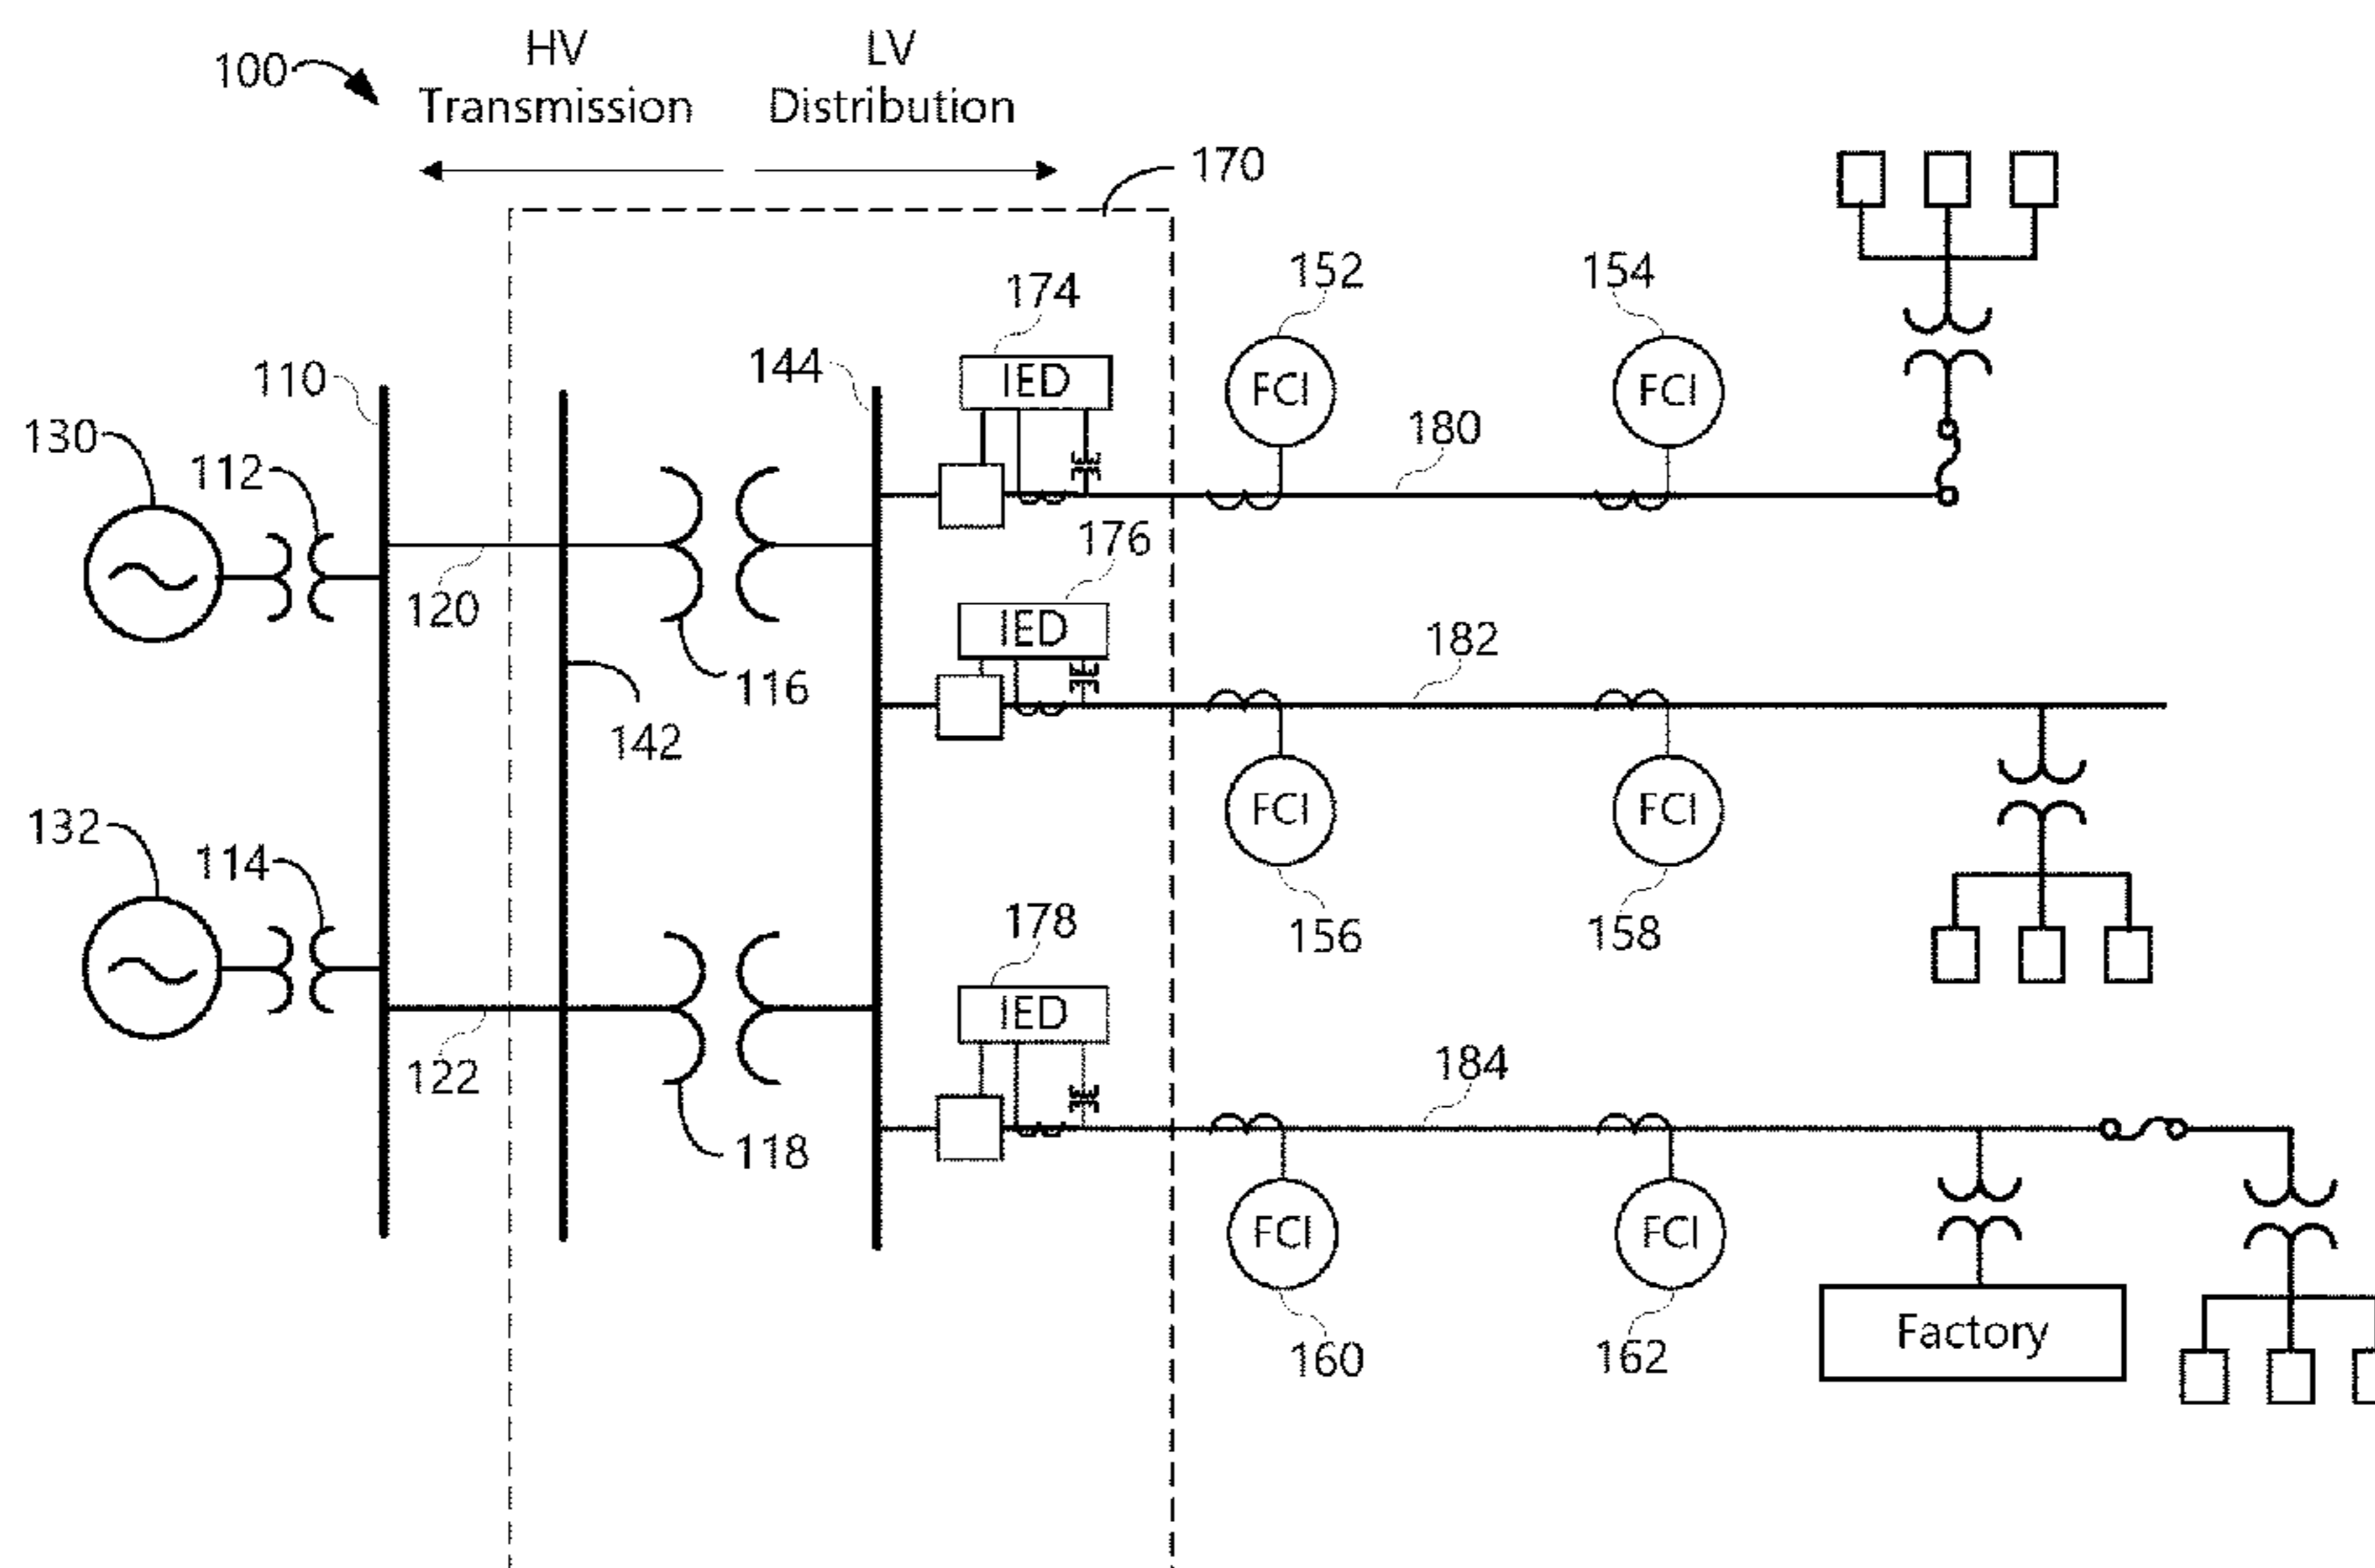 100
HV
Transmission
LV
Distribution
170
152
154
174
IED
FCI
FCI
110
144
180
130
112
176
IED
120
182
116
142
FCI
FCI
132
114
156
158
178
IED
122
184
118
FCI
FCI
Factory
160
162